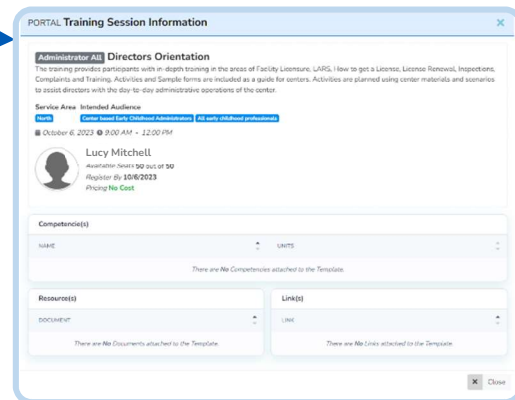 PORTAL Training Session Information
Administrator All Directors Orientation
The training provides participants with in-depth training in the areas of Facility Licensure, LARS, How to get a License, License Renewal, Inspections,
Complaints and Training. Activities and Sample forms are included as a guide for centers. Activities are planned using center materials and scenarios
to assist directors with the day-to-day administrative operations of the center.
Service Area Intended Audience
North Center based Early Childhood Administrators All early childhood professionals
October 6, 2023 9:00 AM - 12:00 PM
Lucy Mitchell
Available Seats 50 out of 50
Register By 10/6/2023
Pricing No Cost
Competencie(s)
NAME UNITS
There are No Competencies attached to the Template.
Resource(s) Link(s)
DOCUMENT LINK
There are No Documents attached to the Template. There are No Links attached to the Template.
Close